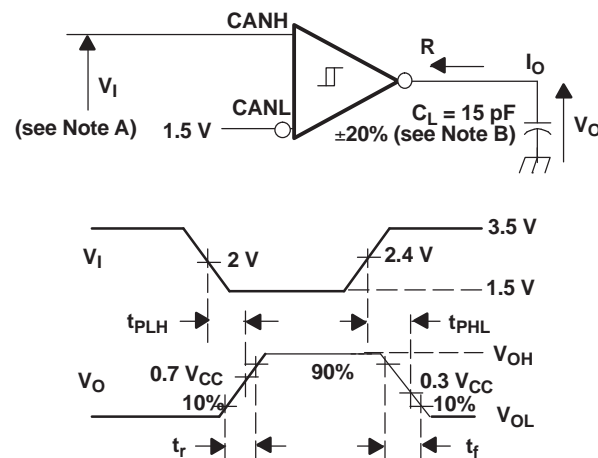 CANH
R
I_O
V_I
CANL
C_L = 15 pF
(see Note A)
1.5 V
±20% (see Note B)
V_O
3.5 V
V_I
2 V
2.4 V
1.5 V
t_PLH
t_PHL
V_OH
V_O
0.7 V_CC
90%
0.3 V_CC
10%
10%
V_OL
t_r
t_f